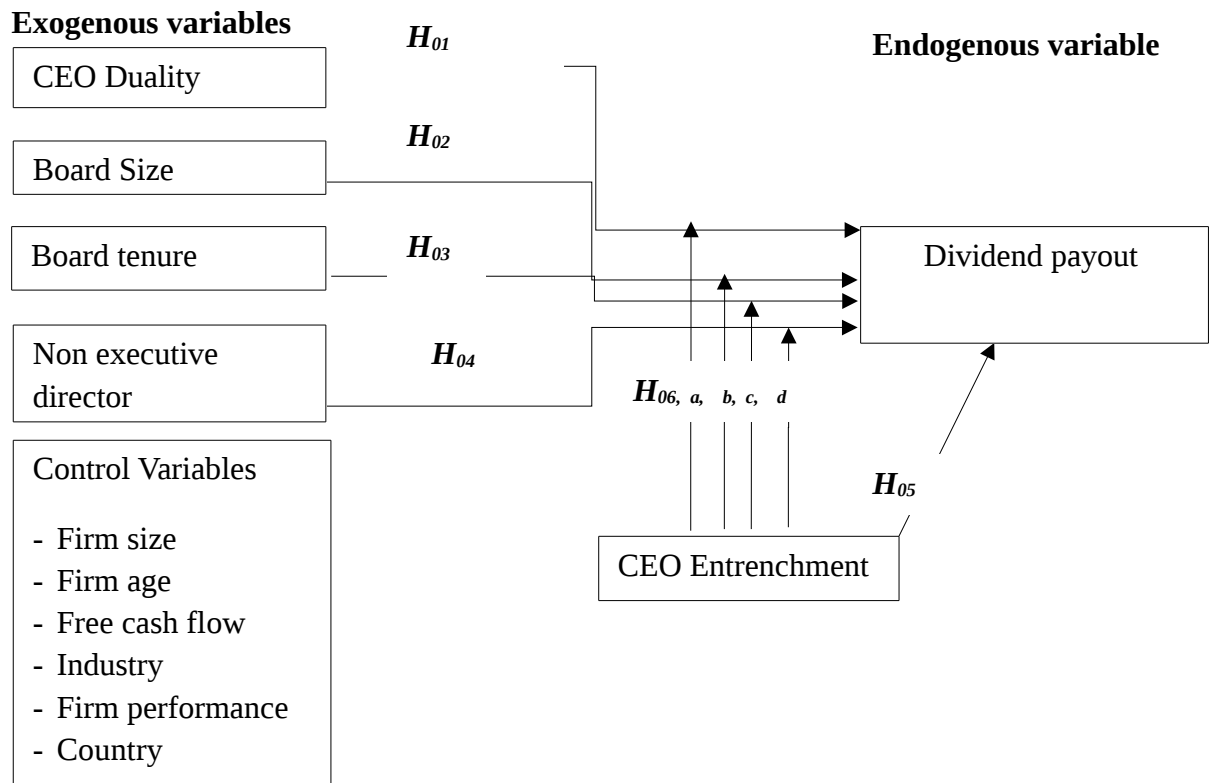 Exogenous variables
H01
Endogenous variable
CEO Duality
H02
Board Size
Board tenure
H03
Dividend payout
Non executive
director
H04
H06, a, b, c, d
Control Variables
- Firm size
- Firm age
- Free cash flow
- Industry
- Firm performance
- Country
H05
CEO Entrenchment